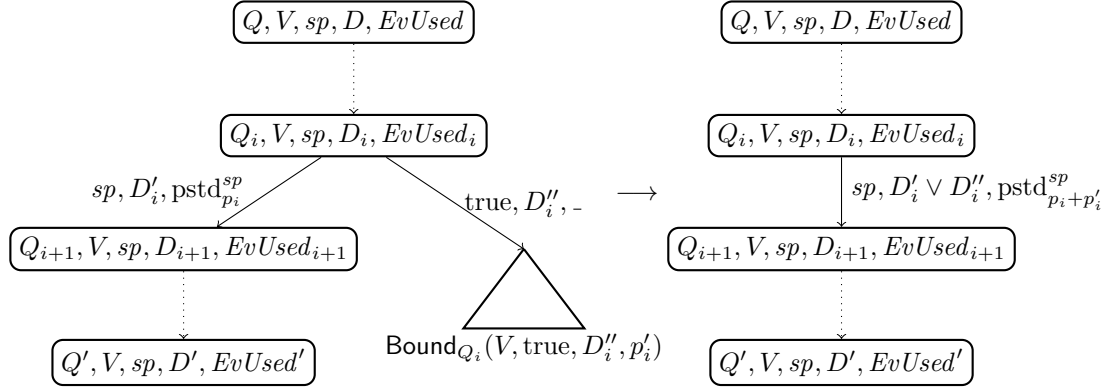 Q, V, sp, D, EvUsed
Q_i, V, sp, D_i, EvUsed_i
sp, D'_i, pstd^{sp}_{p_i}
true, D''_i, _
Q_{i+1}, V, sp, D_{i+1}, EvUsed_{i+1}
Bound_{Q_i}(V, true, D''_i, p'_i)
Q', V, sp, D', EvUsed'
⟶
Q, V, sp, D, EvUsed
Q_i, V, sp, D_i, EvUsed_i
sp, D'_i ∨ D''_i, pstd^{sp}_{p_i+p'_i}
Q_{i+1}, V, sp, D_{i+1}, EvUsed_{i+1}
Q', V, sp, D', EvUsed'